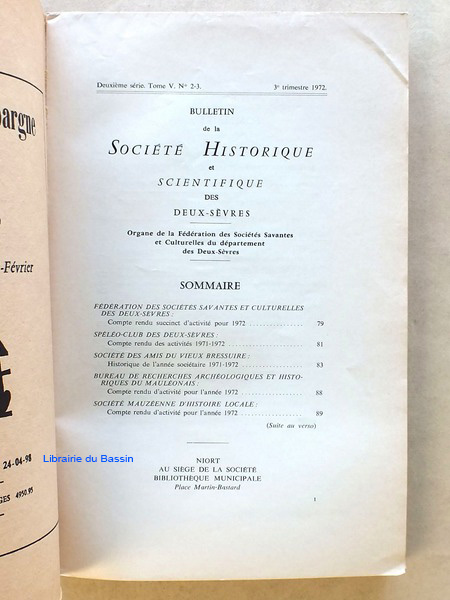 pargne
-Février
24-04-98
GES 4950.95
Deuxième série. Tome V. N° 2-3. 3e trimestre 1972.
BULLETIN
de la
SOCIÉTÉ HISTORIQUE
et
SCIENTIFIQUE
DES
DEUX-SÈVRES
Organe de la Fédération des Sociétés Savantes
et Culturelles du département
des Deux-Sèvres
SOMMAIRE
FÉDÉRATION DES SOCIÉTÉS SAVANTES ET CULTURELLES
DES DEUX-SÈVRES :
Compte rendu succinct d'activité pour 1972 ................ 79
SPÉLÉO-CLUB DES DEUX-SÈVRES :
Compte rendu des activités 1971-1972 ................ 81
SOCIÉTÉ DES AMIS DU VIEUX BRESSUIRE :
Historique de l'année sociétaire 1971-1972 ................ 83
BUREAU DE RECHERCHES ARCHÉOLOGIQUES ET HISTO-
RIQUES DU MAULÉONAIS :
Compte rendu d'activité pour l'année 1972 ................ 88
SOCIÉTÉ MAUZÉENNE D'HISTOIRE LOCALE :
Compte rendu d'activité pour l'année 1972 ................ 89
(Suite au verso)
NIORT
AU SIÈGE DE LA SOCIÉTÉ
BIBLIOTHÈQUE MUNICIPALE
Place Martin-Bastard
1
Librairie du Bassin